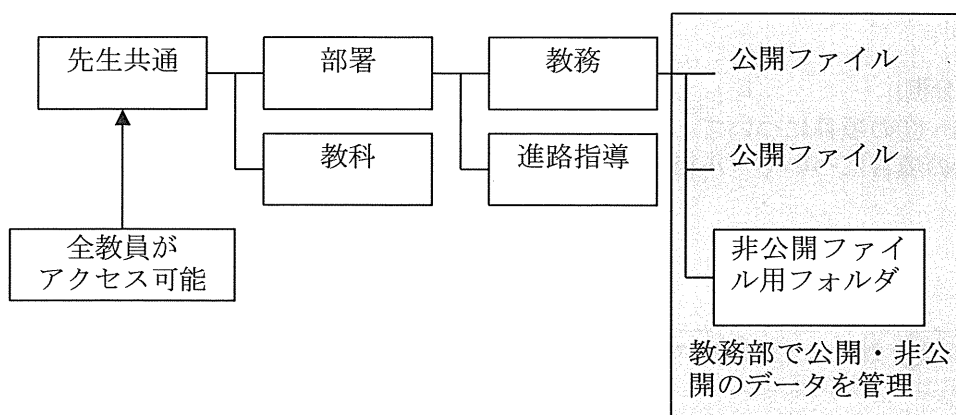 先生共通
部署
教務
公開ファイル
教科
進路指導
公開ファイル
全教員が
アクセス可能
非公開ファイ
ル用フォルダ
教務部で公開・非公
開のデータを管理